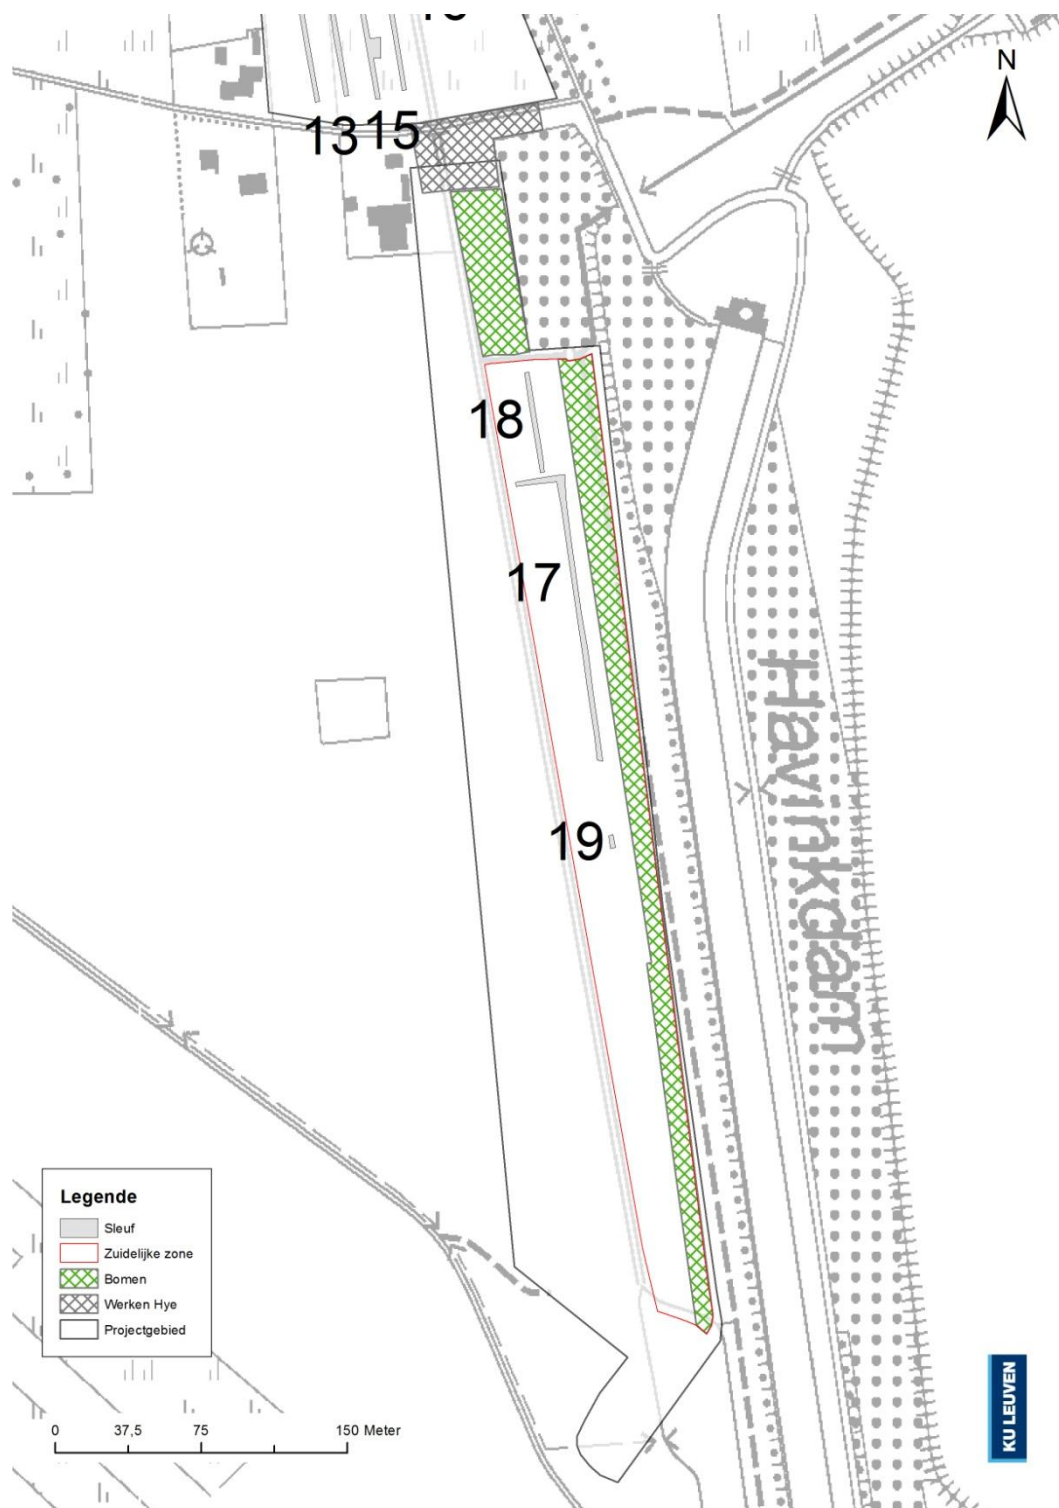 N
13
15
18
17
19
Havinkdam
Legende
Sleuf
Zuidelijke zone
Bomen
Werken Hye
Projectgebied
0 37,5 75 150 Meter
KU LEUVEN